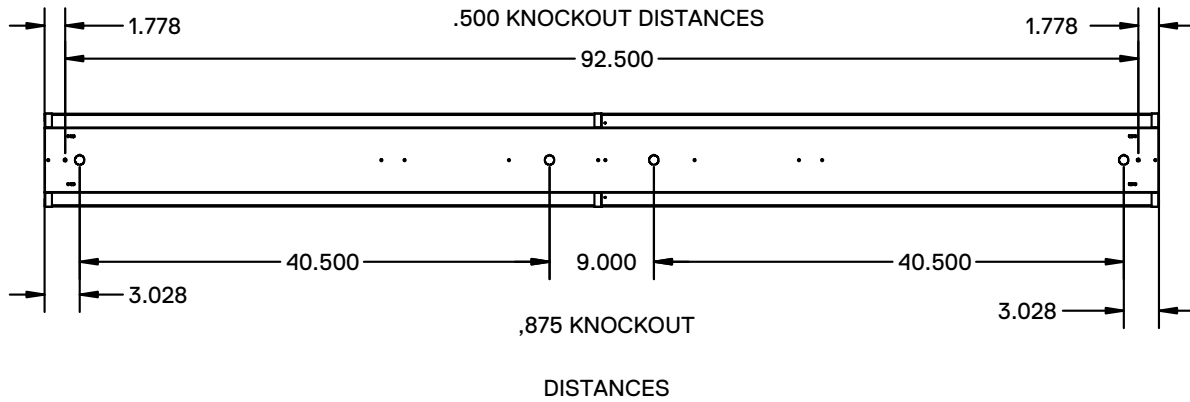 .500 KNOCKOUT DISTANCES
1.778
1.778
92.500
40.500
9.000
40.500
3.028
3.028
,875 KNOCKOUT
DISTANCES